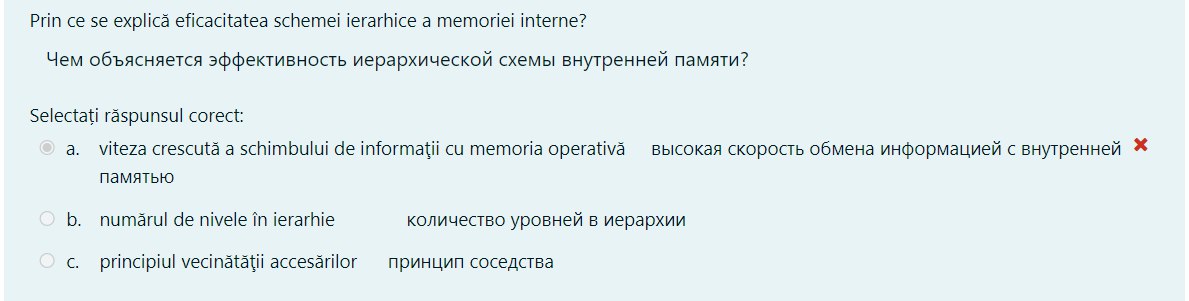 Prin ce se explică eficacitatea schemei ierarhice a memoriei interne?
Чем объясняется эффективность иерархической схемы внутренней памяти?
Selectați răspunsul corect:
a. viteza crescută a schimbului de informaţii cu memoria operativă высокая скорость обмена информацией с внутренней
памятью
b. numărul de nivele în ierarhie количество уровней в иерархии
c. principiul vecinătăţii accesărilor принцип соседства